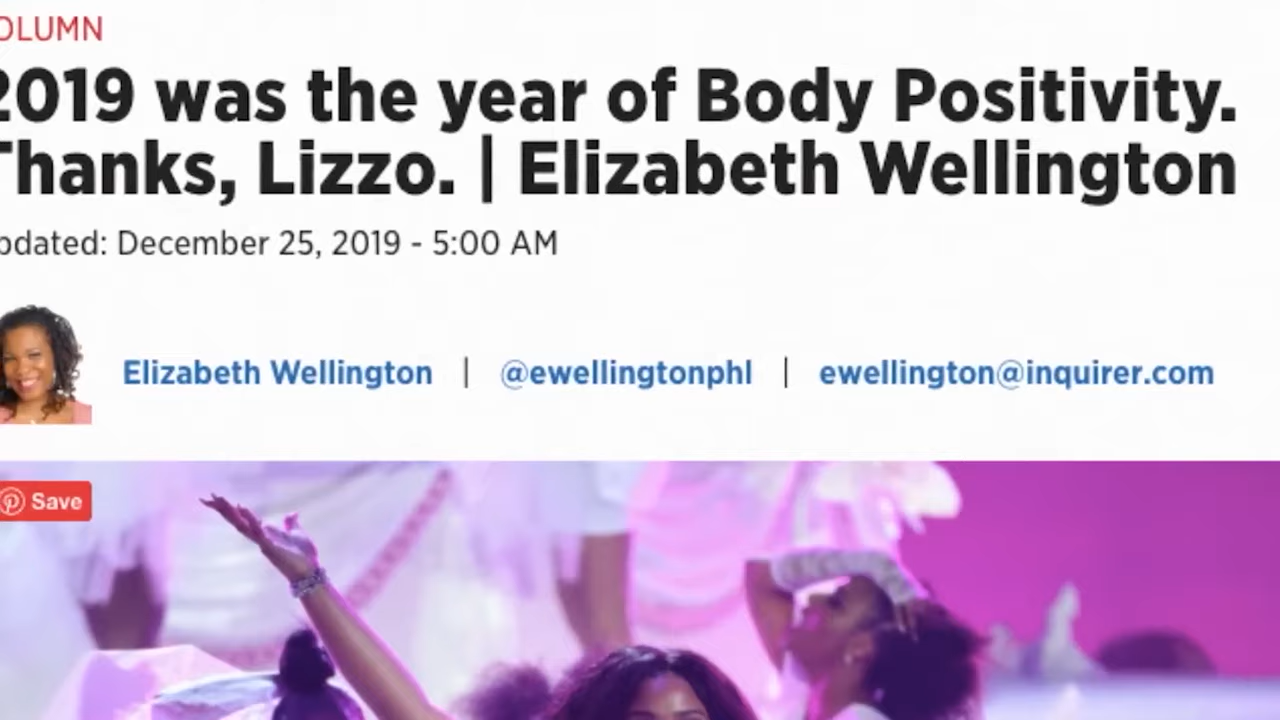 OLUMN
2019 was the year of Body Positivity.
Thanks, Lizzo. | Elizabeth Wellington
pdated: December 25, 2019 - 5:00 AM
Elizabeth Wellington | @ewellingtonphl | ewellington@inquirer.com
Save